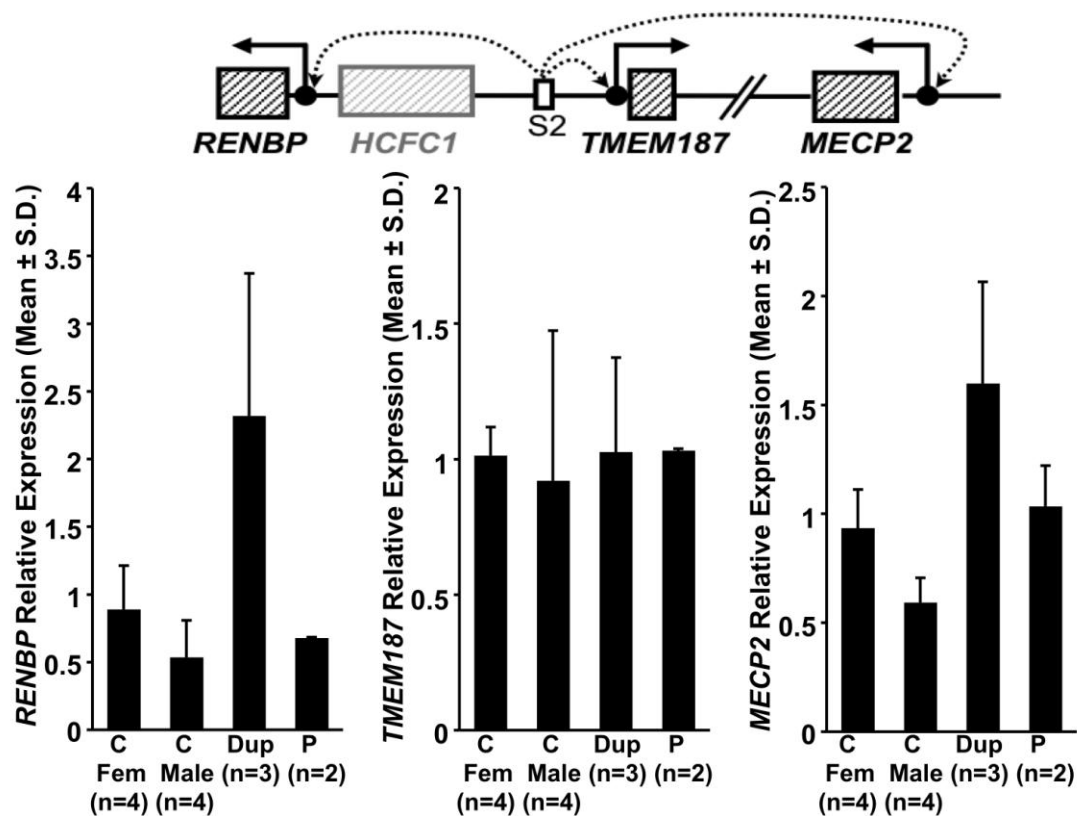 S2
RENBP HCFC1 TMEM187 MECP2
RENBP Relative Expression (Mean ± S.D.)
4
3.5
3
2.5
2
1.5
1
0.5
0
C C Dup P
Fem Male (n=3) (n=2)
(n=4) (n=4)
TMEM187 Relative Expression (Mean ± S.D.)
2
1.5
1
0.5
0
C C Dup P
Fem Male (n=3) (n=2)
(n=4) (n=4)
MECP2 Relative Expression (Mean ± S.D.)
2.5
2
1.5
1
0.5
0
C C Dup P
Fem Male (n=3) (n=2)
(n=4) (n=4)